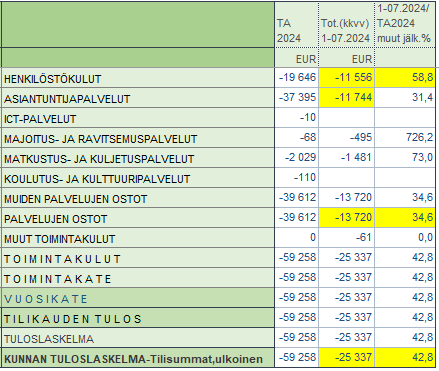 TA 2024 Tot.(kkvv) 1-07.2024 1-07.2024/ TA2024 muut jälk.%
EUR EUR
HENKILÖSTÖKULUT -19 646 -11 556 58,8
ASIANTUNTIJAPALVELUT -37 395 -11 744 31,4
ICT-PALVELUT -10
MAJOITUS- JA RAVITSEMUSPALVELUT -68 -495 726,2
MATKUSTUS- JA KULJETUSPALVELUT -2 029 -1 481 73,0
KOULUTUS- JA KULTTUURIPALVELUT -110
MUIDEN PALVELUJEN OSTOT -39 612 -13 720 34,6
PALVELUJEN OSTOT -39 612 -13 720 34,6
MUUT TOIMINTAKULUT 0 -61 0,0
T O I M I N T A K U L U T -59 258 -25 337 42,8
T O I M I N T A K A T E -59 258 -25 337 42,8
V U O S I K A T E -59 258 -25 337 42,8
T I L I K A U D E N T U L O S -59 258 -25 337 42,8
TULOSLASKELMA -59 258 -25 337 42,8
KUNNAN TULOSLASKELMA-Tilisummat,ulkoinen -59 258 -25 337 42,8